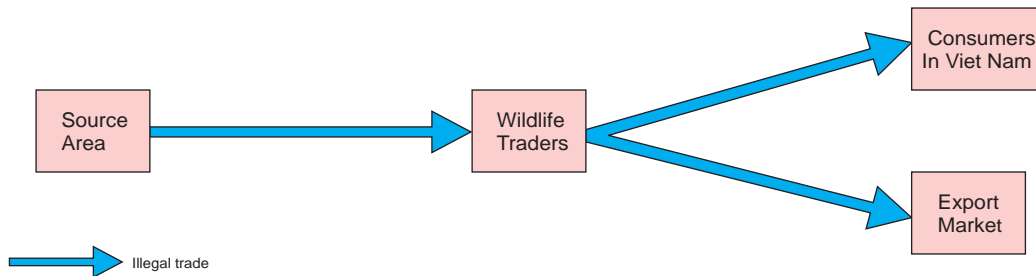 Source
Area
Wildlife
Traders
Consumers
In Viet Nam
Export
Market
Illegal trade